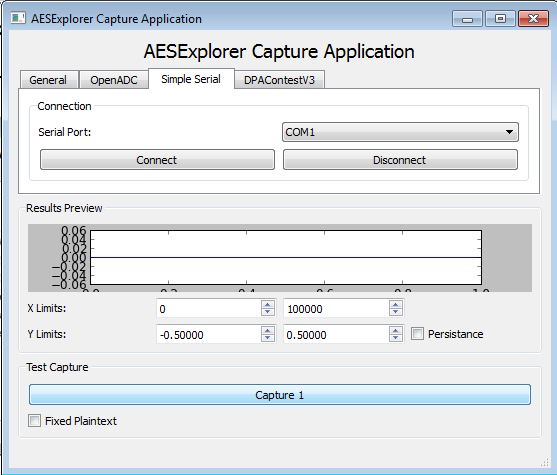 AESExplorer Capture Application
AESExplorer Capture Application
General OpenADC Simple Serial DPAContestV3
Connection
Serial Port: COM1
Connect Disconnect
Results Preview
0.06
0.04
0.02
0.00
−0.02
−0.04
−0.06
0.0 0.2 0.4 0.6 0.8 1.0
X Limits: 0 100000
Y Limits: -0.50000 0.50000 Persistance
Test Capture
Capture 1
Fixed Plaintext